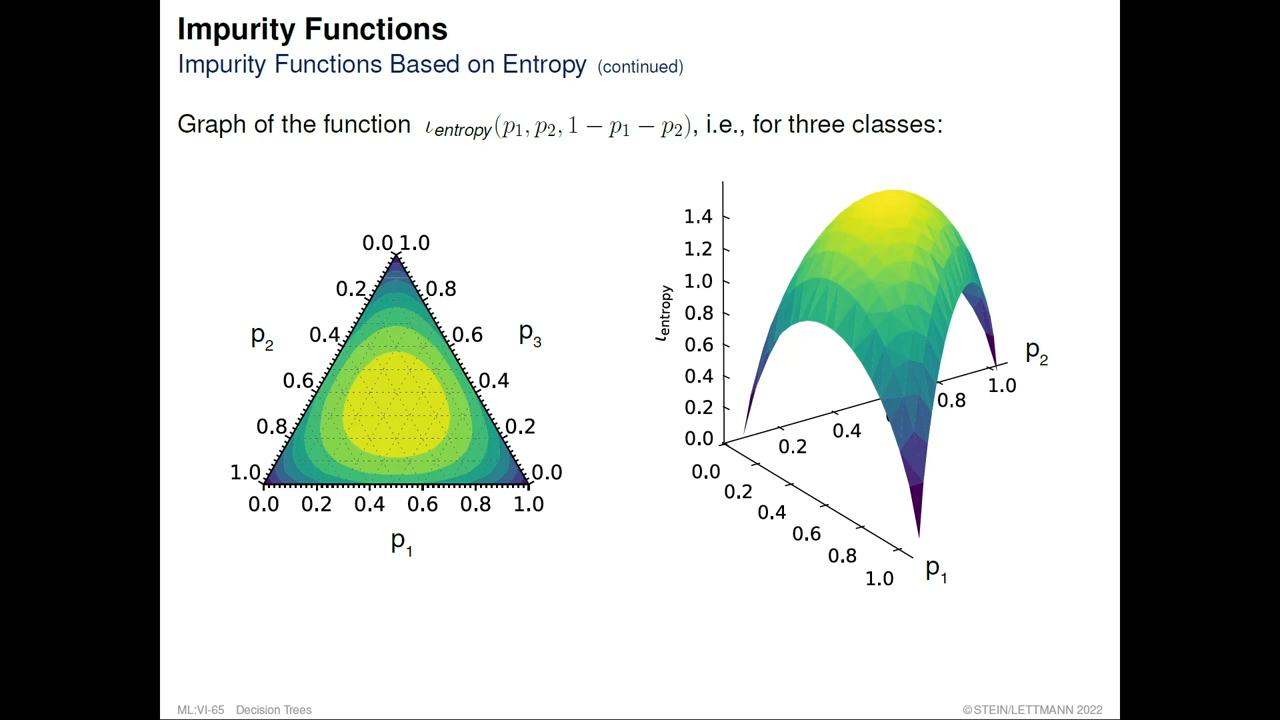 Impurity Functions
Impurity Functions Based on Entropy (continued)
Graph of the function ι_entropy(p₁, p₂, 1 − p₁ − p₂), i.e., for three classes:
0.0 1.0
0.2 0.8
p₂ 0.4 0.6 p₃
0.6 0.4
0.8 0.2
1.0 0.0
0.0 0.2 0.4 0.6 0.8 1.0
p₁
1.4
1.2
1.0
0.8
0.6
0.4
0.2
0.0
ι_entropy
0.2 0.4 0.8 1.0
p₂
0.0
0.2
0.4
0.6
0.8
1.0
p₁
ML:VI-65 Decision Trees
© STEIN/LETTMANN 2022